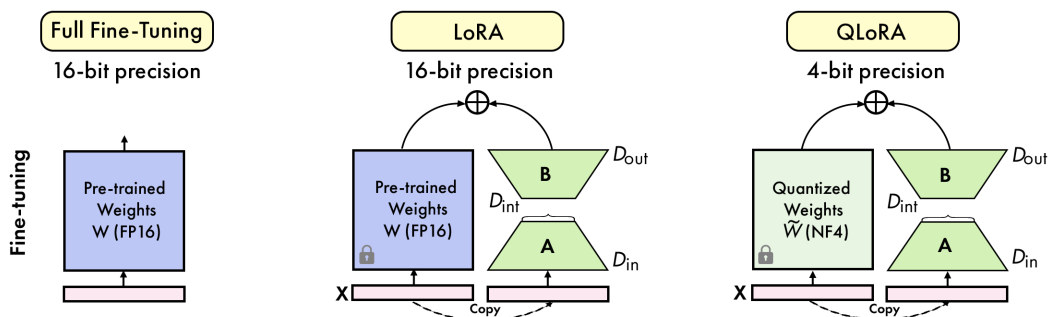 Full Fine-Tuning
16-bit precision
Fine-tuning
Pre-trained
Weights
W (FP16)
LoRA
16-bit precision
Pre-trained
Weights
W (FP16)
B
Dout
Dint
A
Din
X
Copy
QLoRA
4-bit precision
Quantized
Weights
W̃ (NF4)
B
Dout
Dint
A
Din
X
Copy